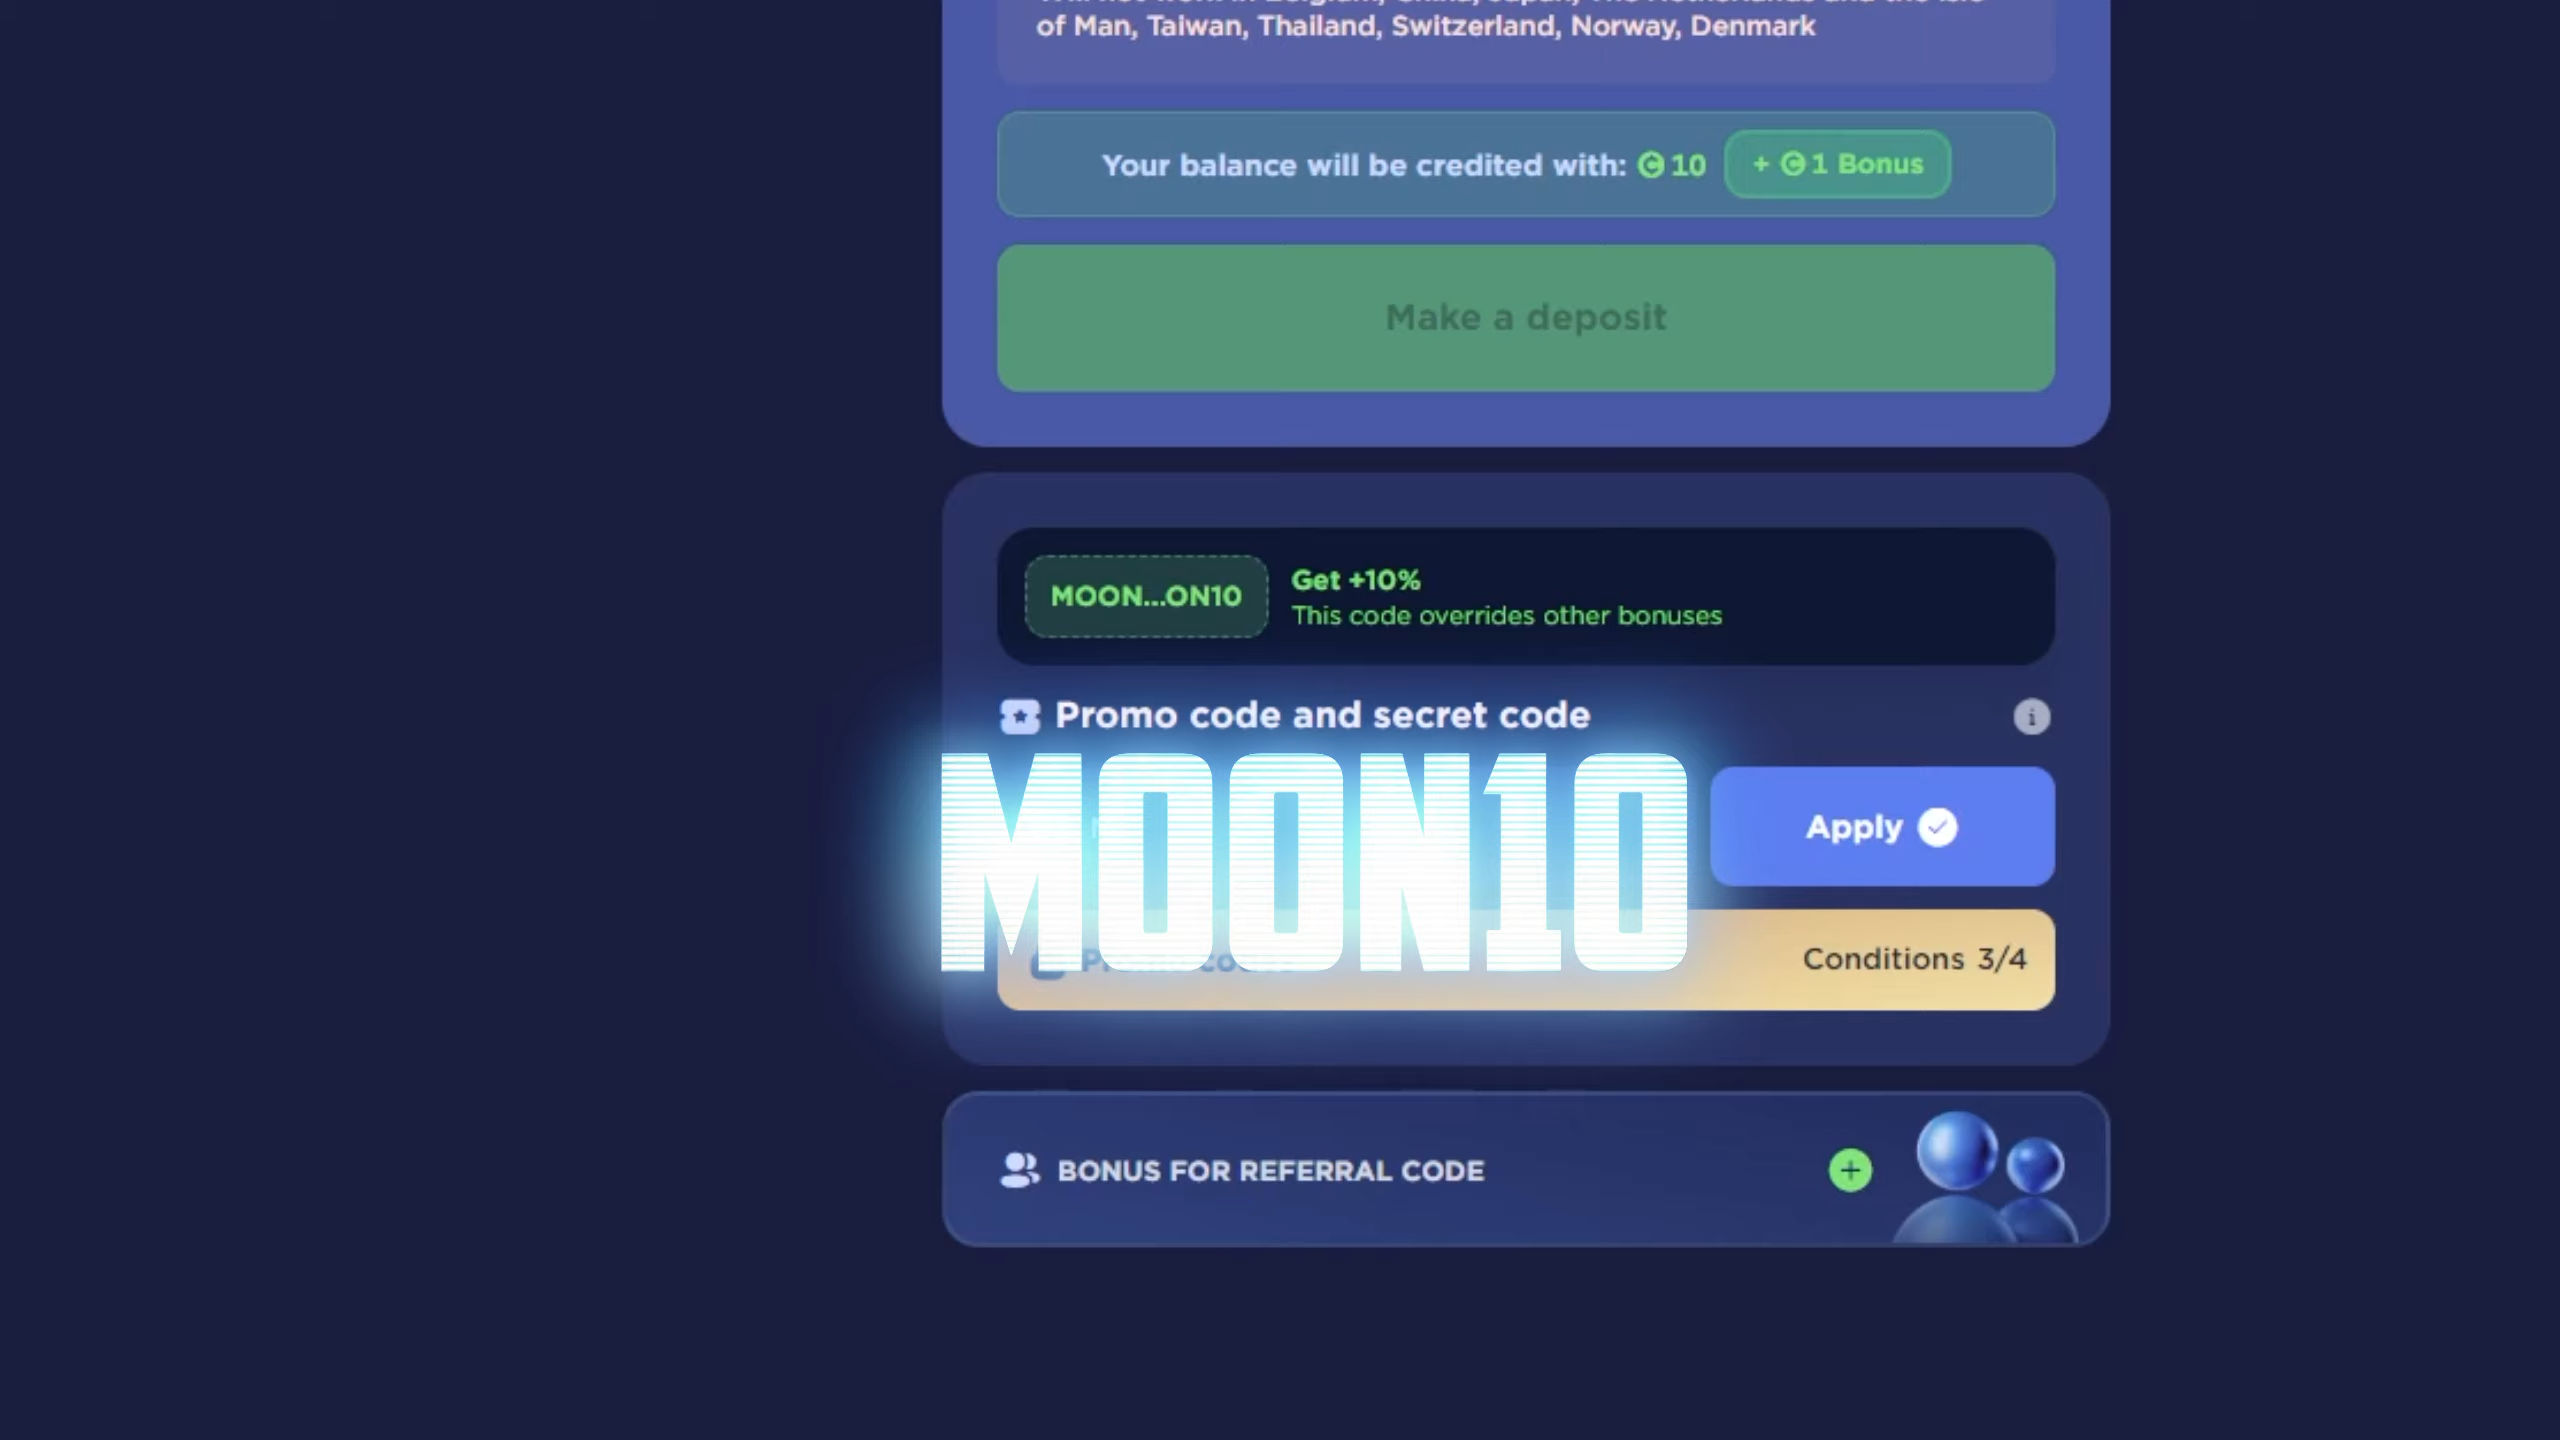 of Man, Taiwan, Thailand, Switzerland, Norway, Denmark
Your balance will be credited with: 10 + 1 Bonus
Make a deposit
MOON...ON10
Get +10%
This code overrides other bonuses
Promo code and secret code
MOON10
Apply
Conditions 3/4
BONUS FOR REFERRAL CODE